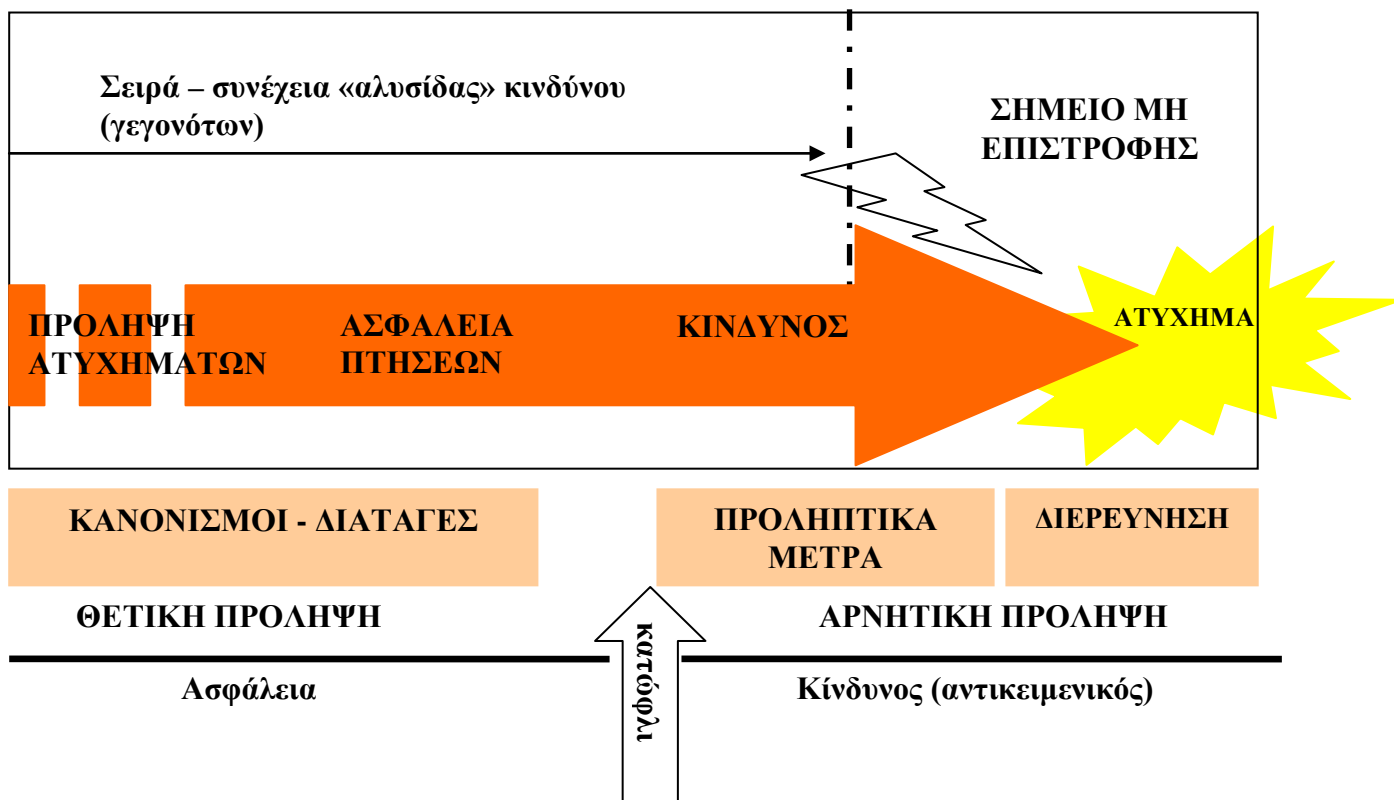 Σειρά – συνέχεια «αλυσίδας» κινδύνου
(γεγονότων)
ΣΗΜΕΙΟ ΜΗ
ΕΠΙΣΤΡΟΦΗΣ
ΠΡΟΛΗΨΗ
ΑΤΥΧΗΜΑΤΩΝ
ΑΣΦΑΛΕΙΑ
ΠΤΗΣΕΩΝ
ΚΙΝΔΥΝΟΣ
ΑΤΥΧΗΜΑ
ΚΑΝΟΝΙΣΜΟΙ - ΔΙΑΤΑΓΕΣ
ΠΡΟΛΗΠΤΙΚΑ
ΜΕΤΡΑ
ΔΙΕΡΕΥΝΗΣΗ
ΘΕΤΙΚΗ ΠΡΟΛΗΨΗ
ΑΡΝΗΤΙΚΗ ΠΡΟΛΗΨΗ
κατώφλι
Ασφάλεια
Κίνδυνος (αντικειμενικός)